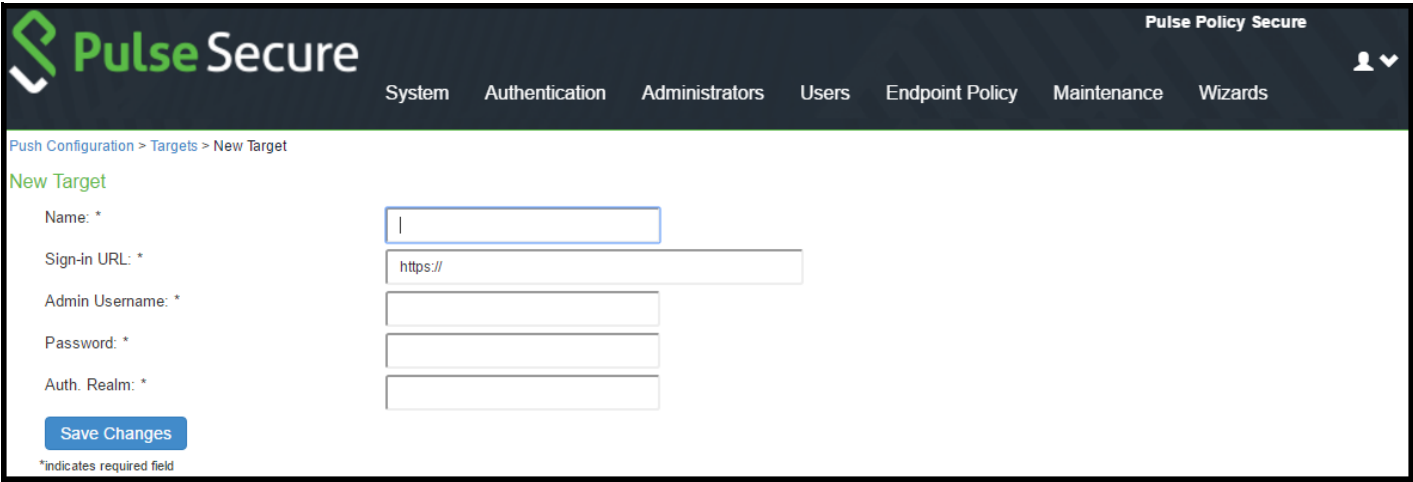 Pulse Secure
Pulse Policy Secure
System Authentication Administrators Users Endpoint Policy Maintenance Wizards
Push Configuration > Targets > New Target
New Target
Name: *
Sign-in URL: * https://
Admin Username: *
Password: *
Auth. Realm: *
Save Changes
*indicates required field